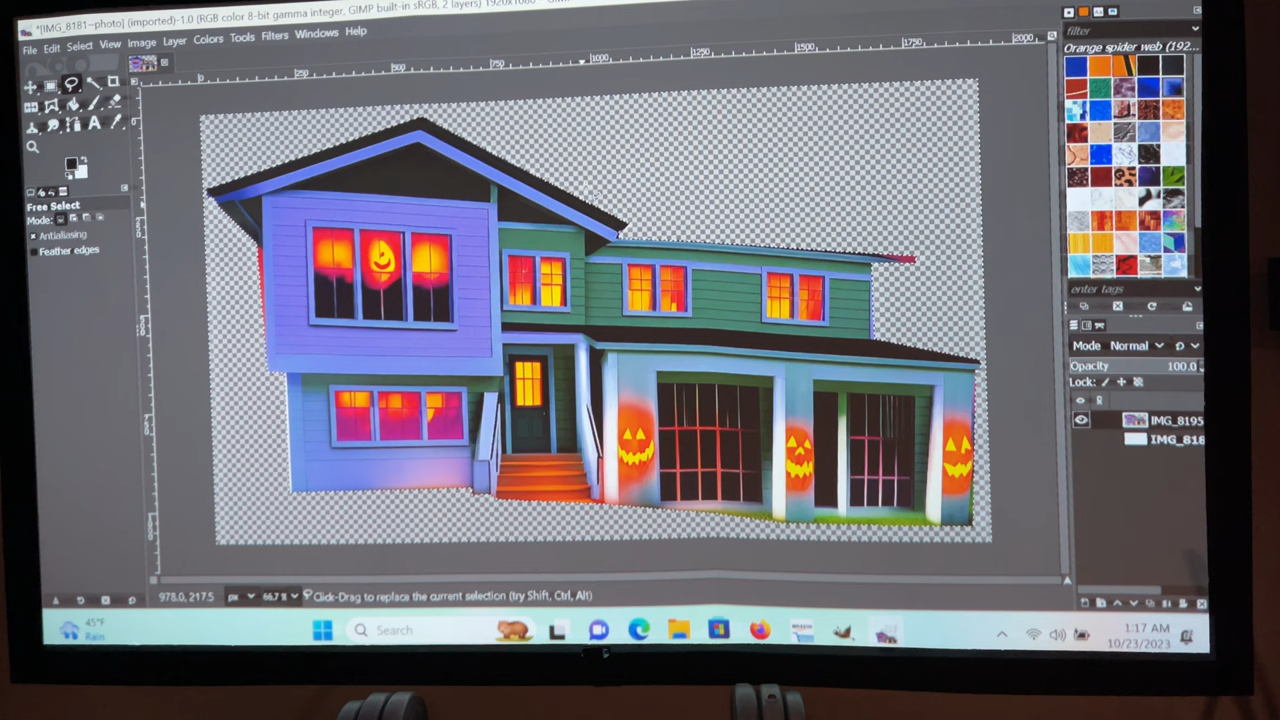 *[IMG_8181-photo] (imported)-1.0 (RGB color 8-bit gamma integer, GIMP built-in sRGB, 2 layers) 1920x1080 – GIM
File Edit Select View Image Layer Colors Tools Filters Windows Help
0 250 500 750 1000 1250 1500 1750 2000
filter
Orange spider web (192...
Free Select
Mode:
Antialiasing
Feather edges
enter tags
Mode Normal
Opacity 100.0
Lock:
IMG_8195
IMG_818
978.0, 217.5 px 66.7 % Click-Drag to replace the current selection (try Shift, Ctrl, Alt)
45°F
Rain
Search
amazon
1:17 AM
10/23/2023